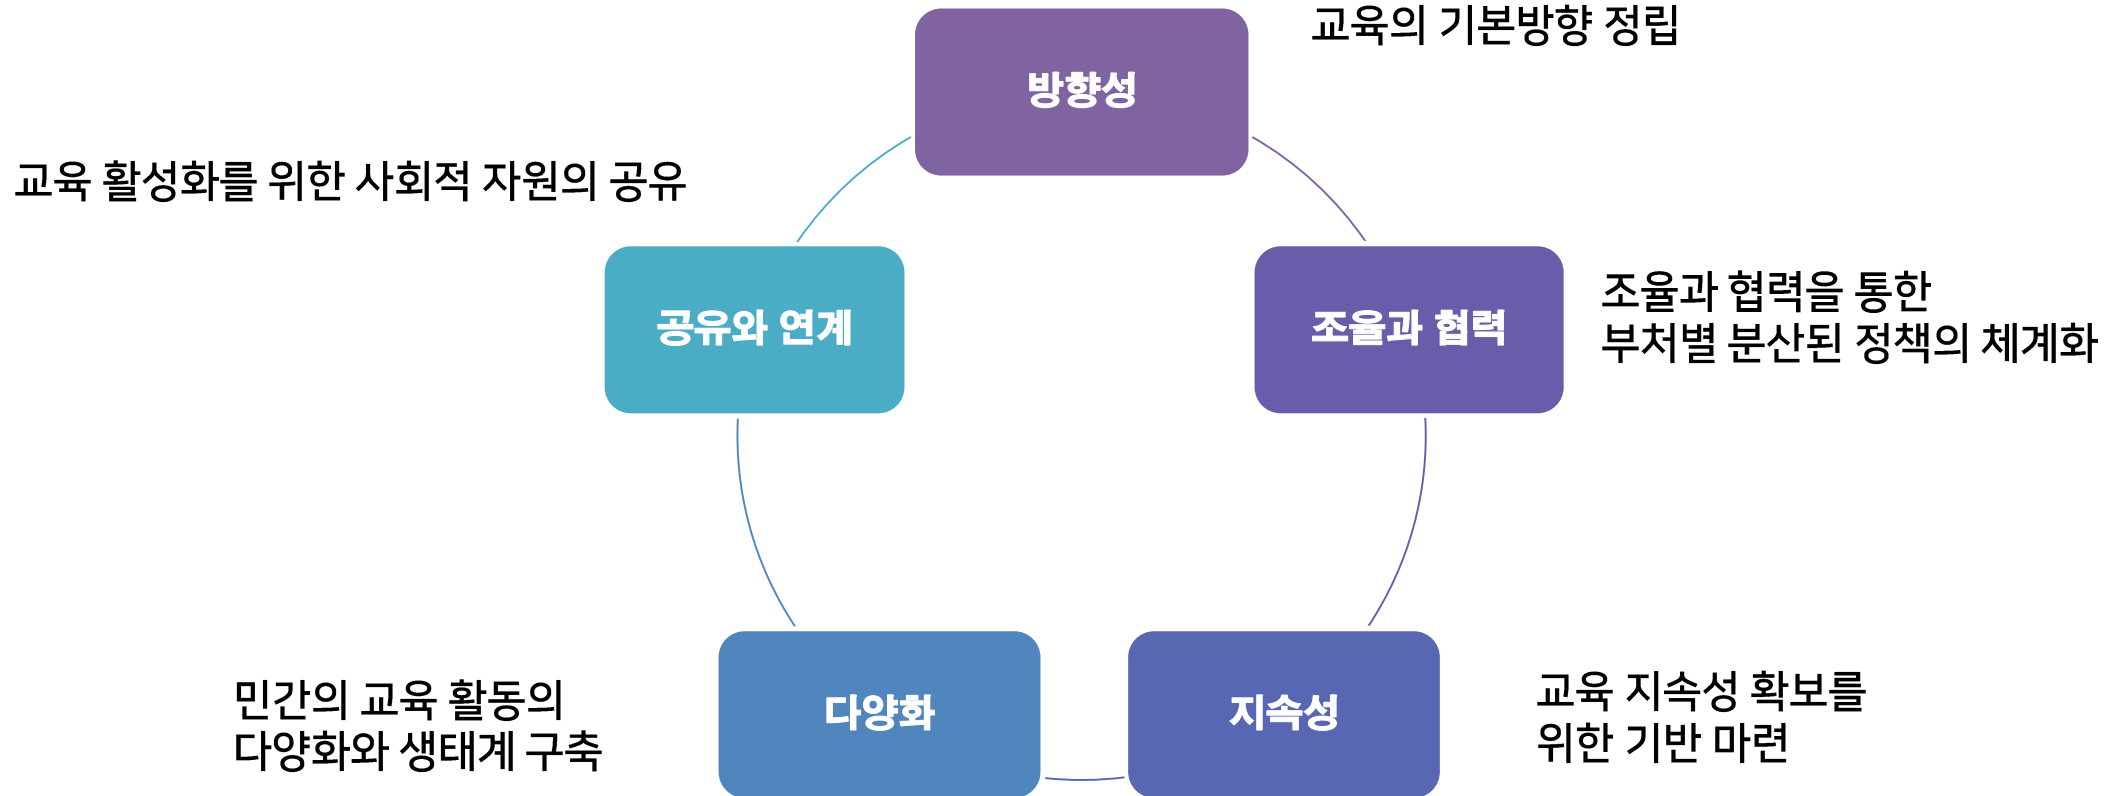 교육의 기본방향 정립
방향성
교육 활성화를 위한 사회적 자원의 공유
공유와 연계
조율과 협력
조율과 협력을 통한
부처별 분산된 정책의 체계화
민간의 교육 활동의
다양화와 생태계 구축
다양화
지속성
교육 지속성 확보를
위한 기반 마련